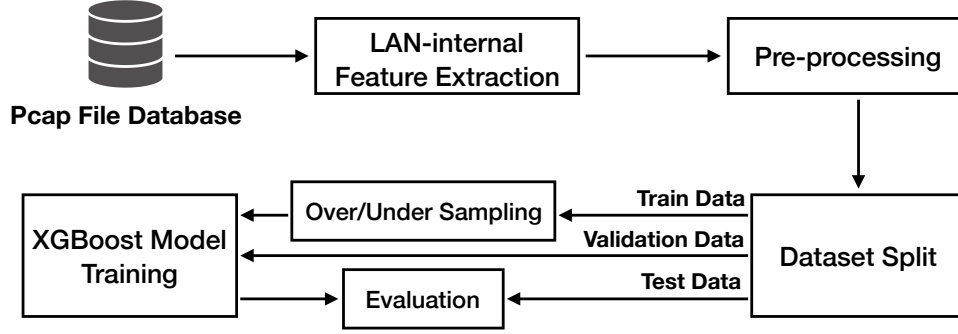 LAN-internal
Feature Extraction
Pre-processing
Pcap File Database
Train Data
Over/Under Sampling
XGBoost Model
Training
Validation Data
Dataset Split
Test Data
Evaluation